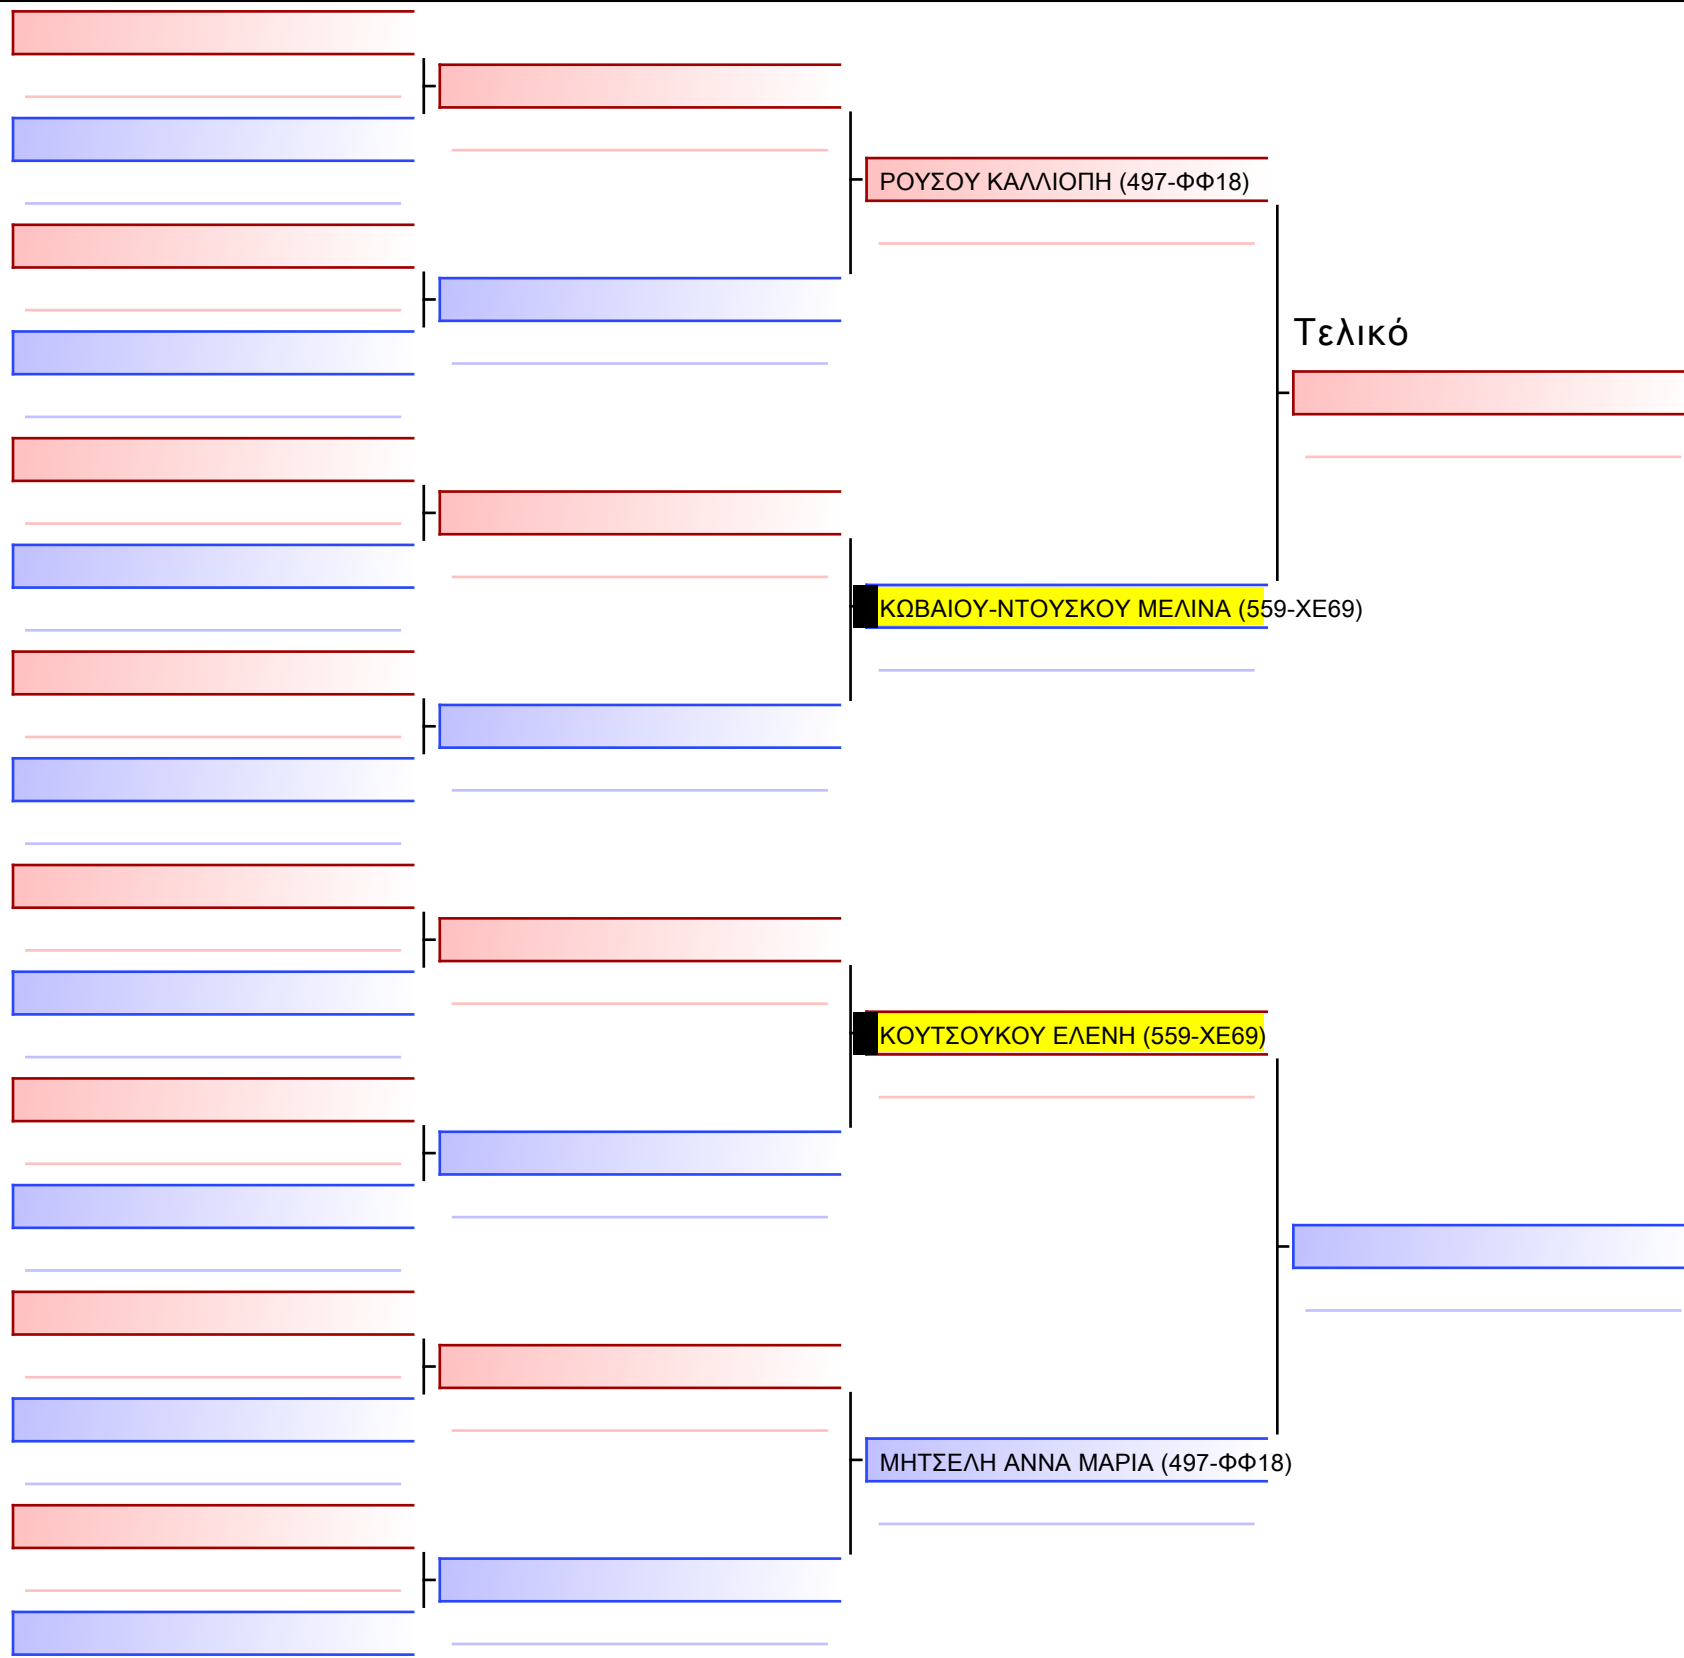 ΡΟΥΣΟΥ ΚΑΛΛΙΟΠΗ (497-ΦΦ18)
Τελικό
ΚΩΒΑΙΟΥ-ΝΤΟΥΣΚΟΥ ΜΕΛΙΝΑ (559-ΧΕ69)
ΚΟΥΤΣΟΥΚΟΥ ΕΛΕΝΗ (559-ΧΕ69)
ΜΗΤΣΕΛΗ ΑΝΝΑ ΜΑΡΙΑ (497-ΦΦ18)